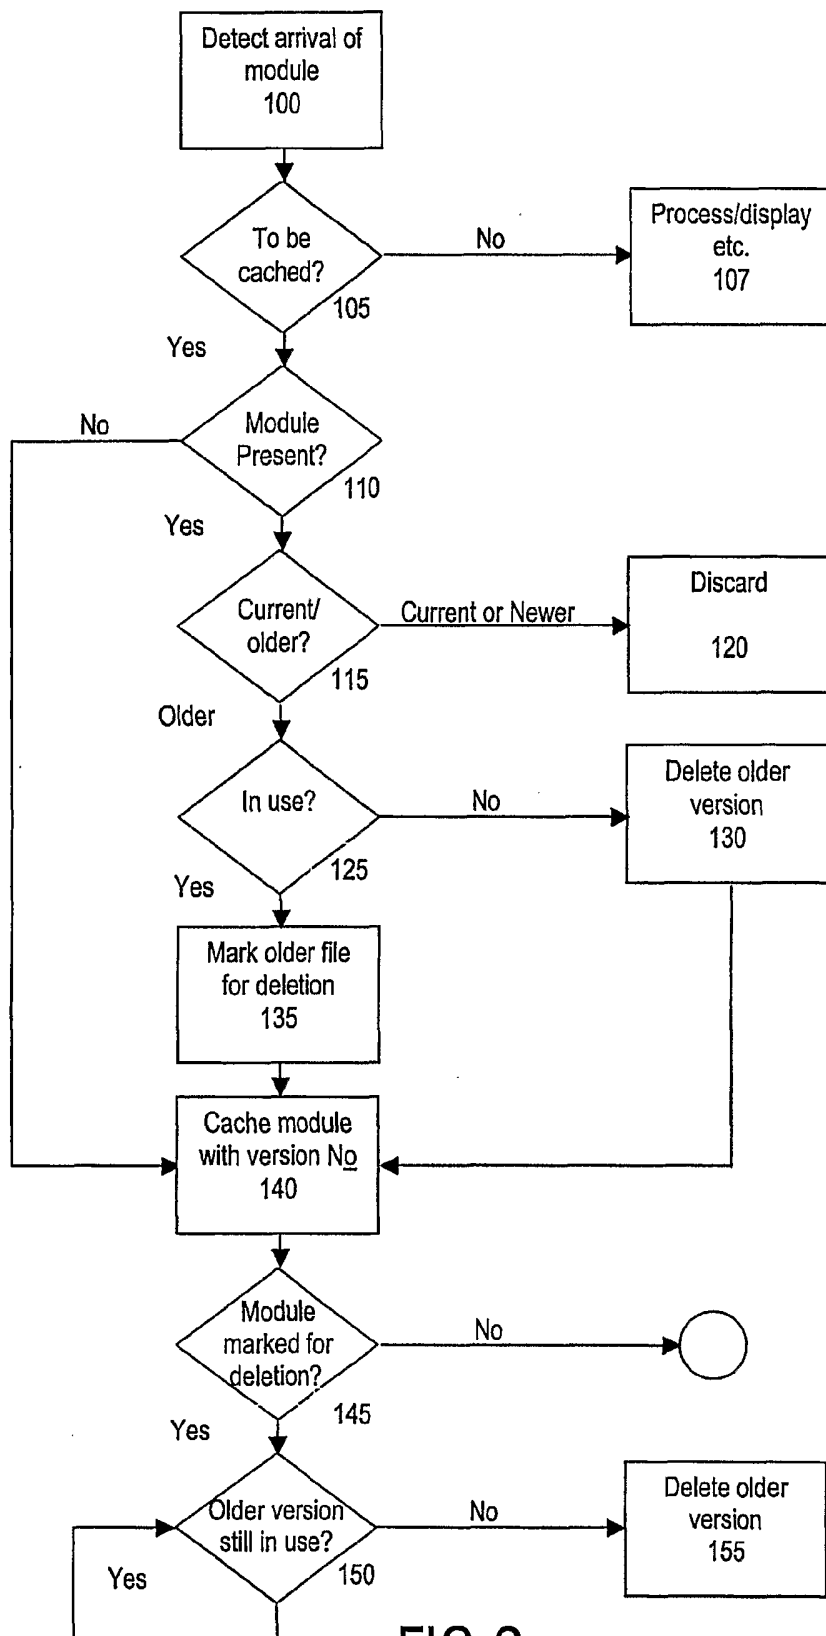 Detect arrival of
module
100
To be
cached?
105
No
Process/display
etc.
107
Yes
Module
Present?
110
No
Yes
Current/
older?
115
Current or Newer
Discard
120
Older
In use?
125
No
Delete older
version
130
Yes
Mark older file
for deletion
135
Cache module
with version No
140
Module
marked for
deletion?
145
No
Yes
Older version
still in use?
150
No
Delete older
version
155
Yes